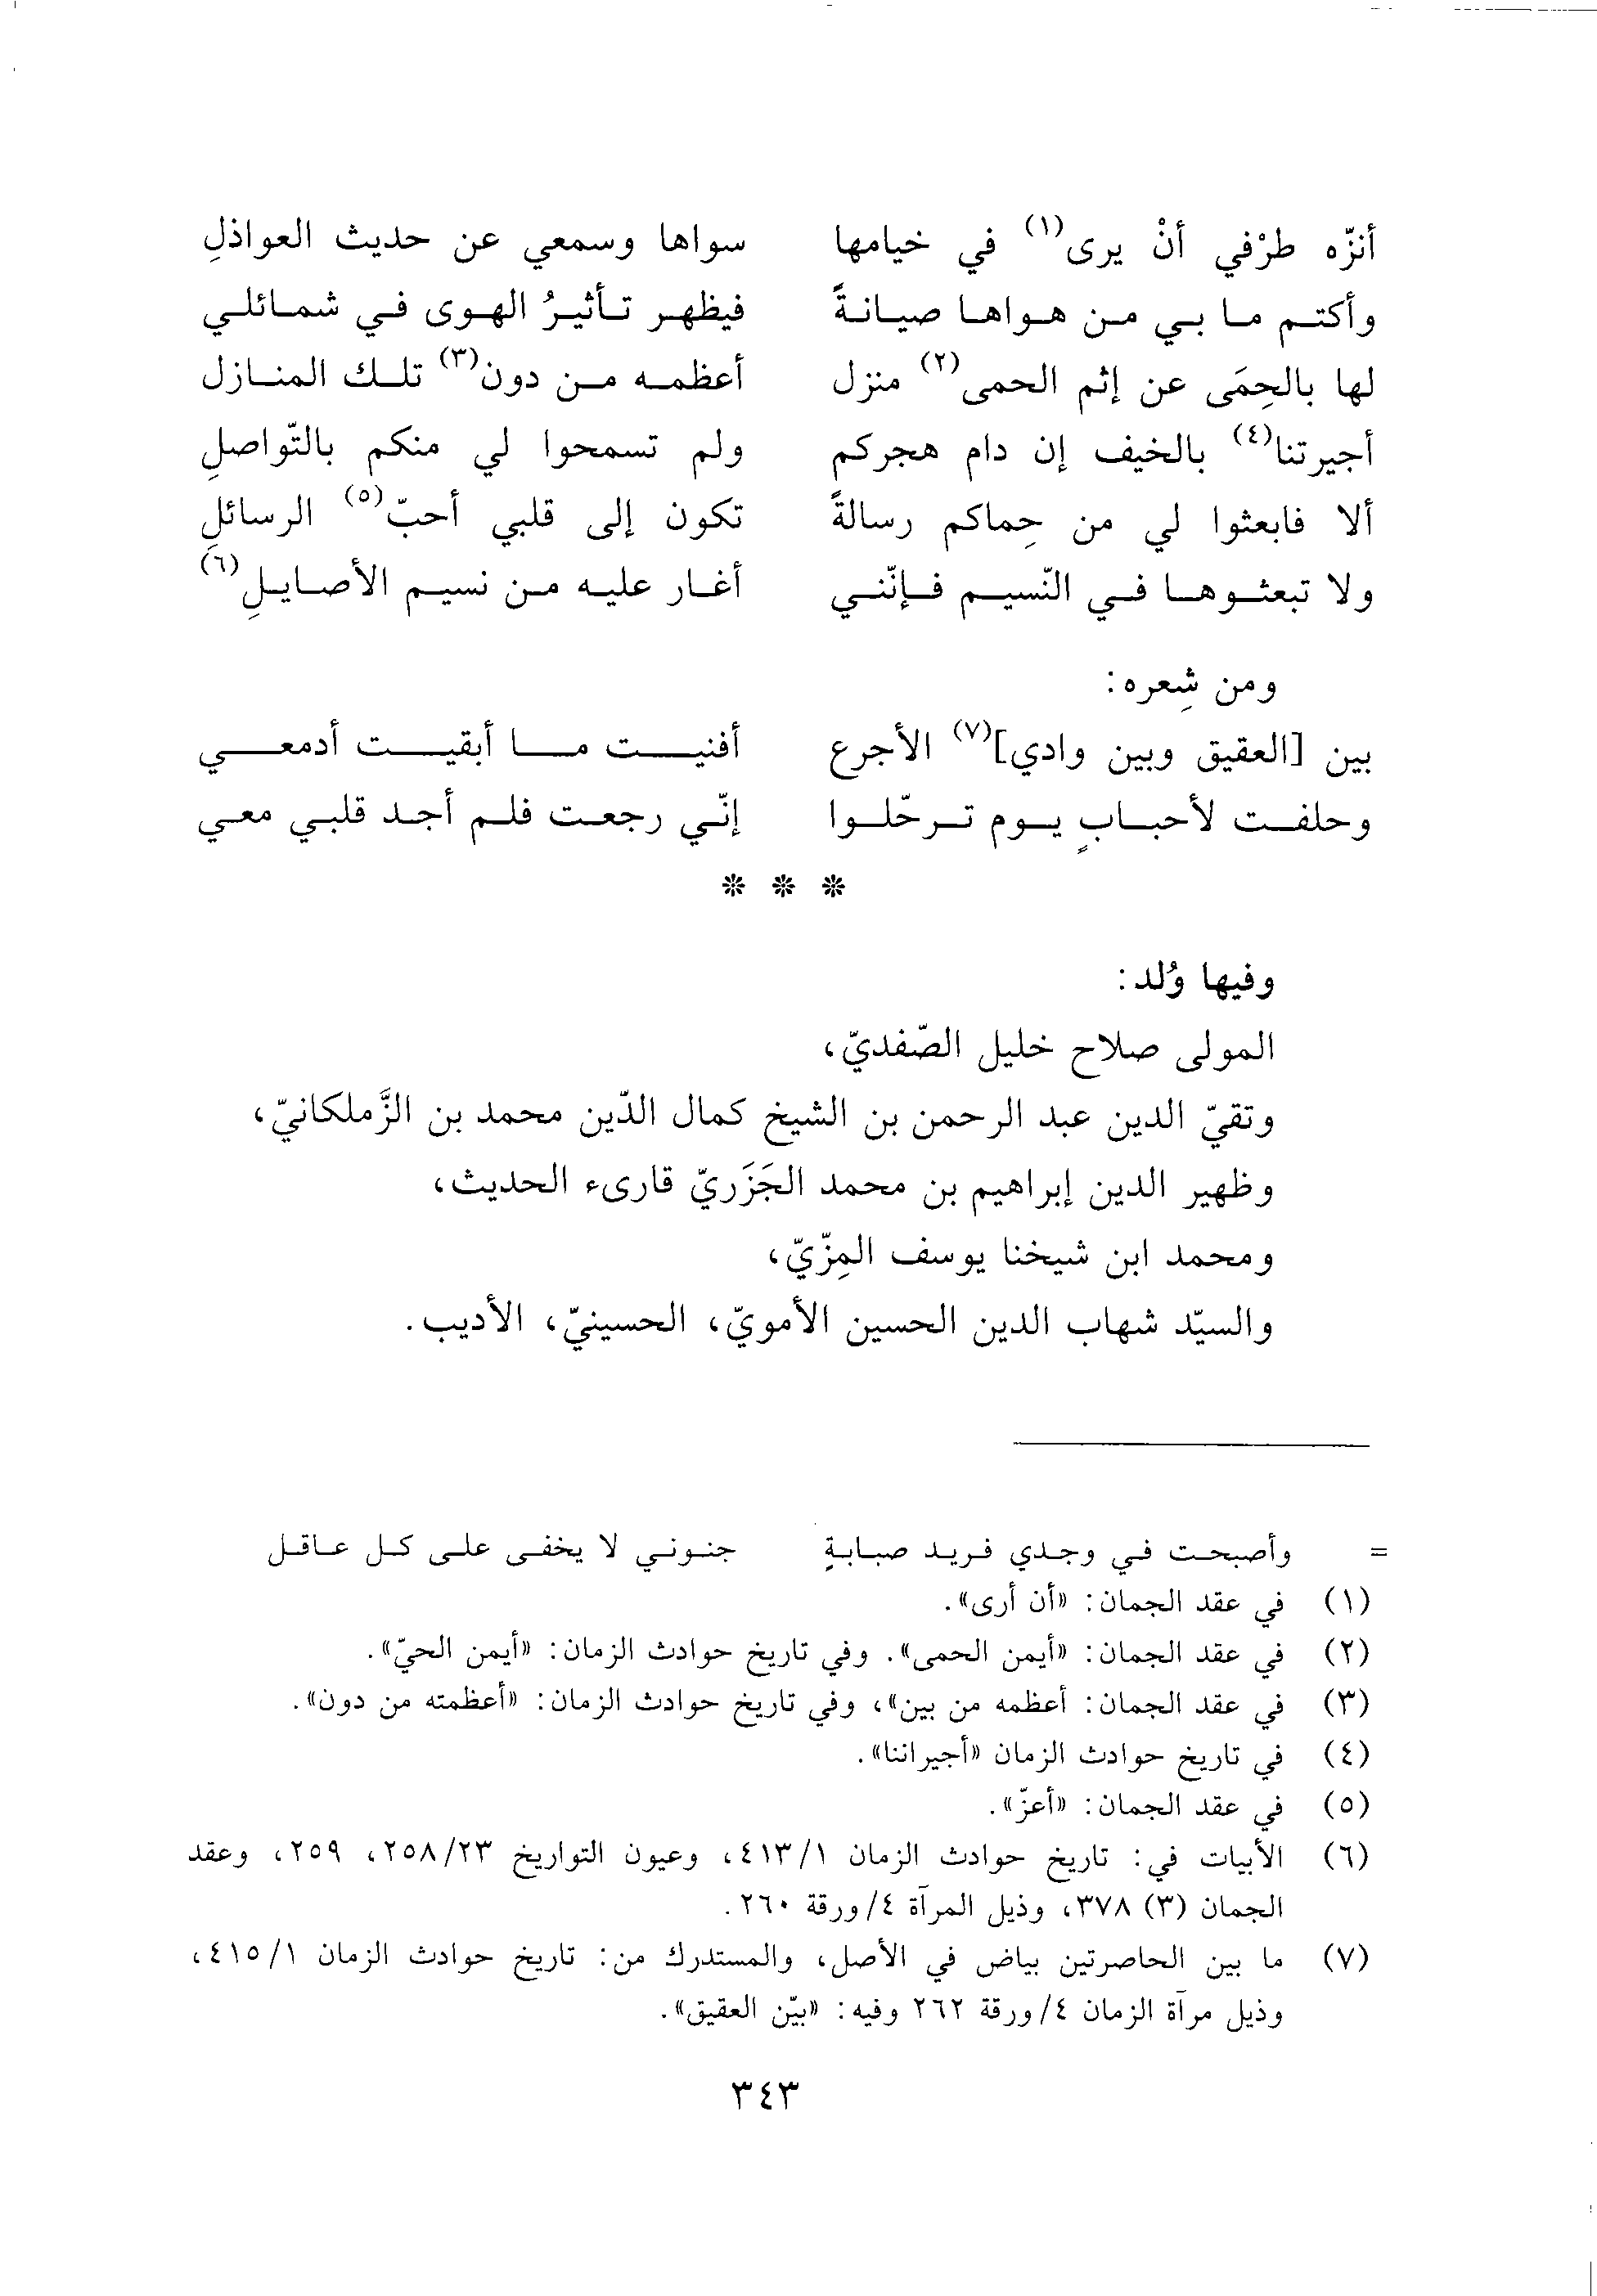 أنزّه طرْفي أنْ يرى(١) في خيامها سواها وسمعي عن حديث العواذلِ
وأكتم ما بي من هواها صيانةً فيظهر تأثيرُ الهوى في شمائلي
لها بالحِمَى عن إثم الحمى(٢) منزل أعظمه من دون(٣) تلك المنازل
أجيرتنا(٤) بالخيف إن دام هجركم ولم تسمحوا لي منكم بالتّواصلِ
ألا فابعثوا لي من حِماكم رسالةً تكون إلى قلبي أحبّ(٥) الرسائلِ
ولا تبعثوها في النّسيم فإنّني أغار عليه من نسيم الأصايلِ(٦)
ومن شِعره:
بين [العقيق وبين وادي](٧) الأجرع أفنيت ما أبقيت أدمعي
وحلفت لأحبابٍ يوم ترحّلوا إنّي رجعت فلم أجد قلبي معي
* * *
وفيها وُلد:
المولى صلاح خليل الصّفديّ،
وتقيّ الدين عبد الرحمن بن الشيخ كمال الدّين محمد بن الزَّملكانيّ،
وظهير الدين إبراهيم بن محمد الجَزَريّ قارىء الحديث،
ومحمد ابن شيخنا يوسف المِزّيّ،
والسيّد شهاب الدين الحسين الأمويّ، الحسينيّ، الأديب.
= وأصبحت في وجدي فريد صبابةٍ جنوني لا يخفى على كل عاقل
(١) في عقد الجمان: «أن أرى».
(٢) في عقد الجمان: «أيمن الحمى». وفي تاريخ حوادث الزمان: «أيمن الحيّ».
(٣) في عقد الجمان: أعظمه من بين»، وفي تاريخ حوادث الزمان: «أعظمته من دون».
(٤) في تاريخ حوادث الزمان «أجيراننا».
(٥) في عقد الجمان: «أعزّ».
(٦) الأبيات في: تاريخ حوادث الزمان ٤١٣/١، وعيون التواريخ ٢٥٨/٢٣، ٢٥٩، وعقد
الجمان (٣) ٣٧٨، وذيل المرآة ٤/ورقة ٢٦٠.
(٧) ما بين الحاصرتين بياض في الأصل، والمستدرك من: تاريخ حوادث الزمان ٤١٥/١،
وذيل مرآة الزمان ٤/ورقة ٢٦٢ وفيه: «بيّن العقيق».
٣٤٣